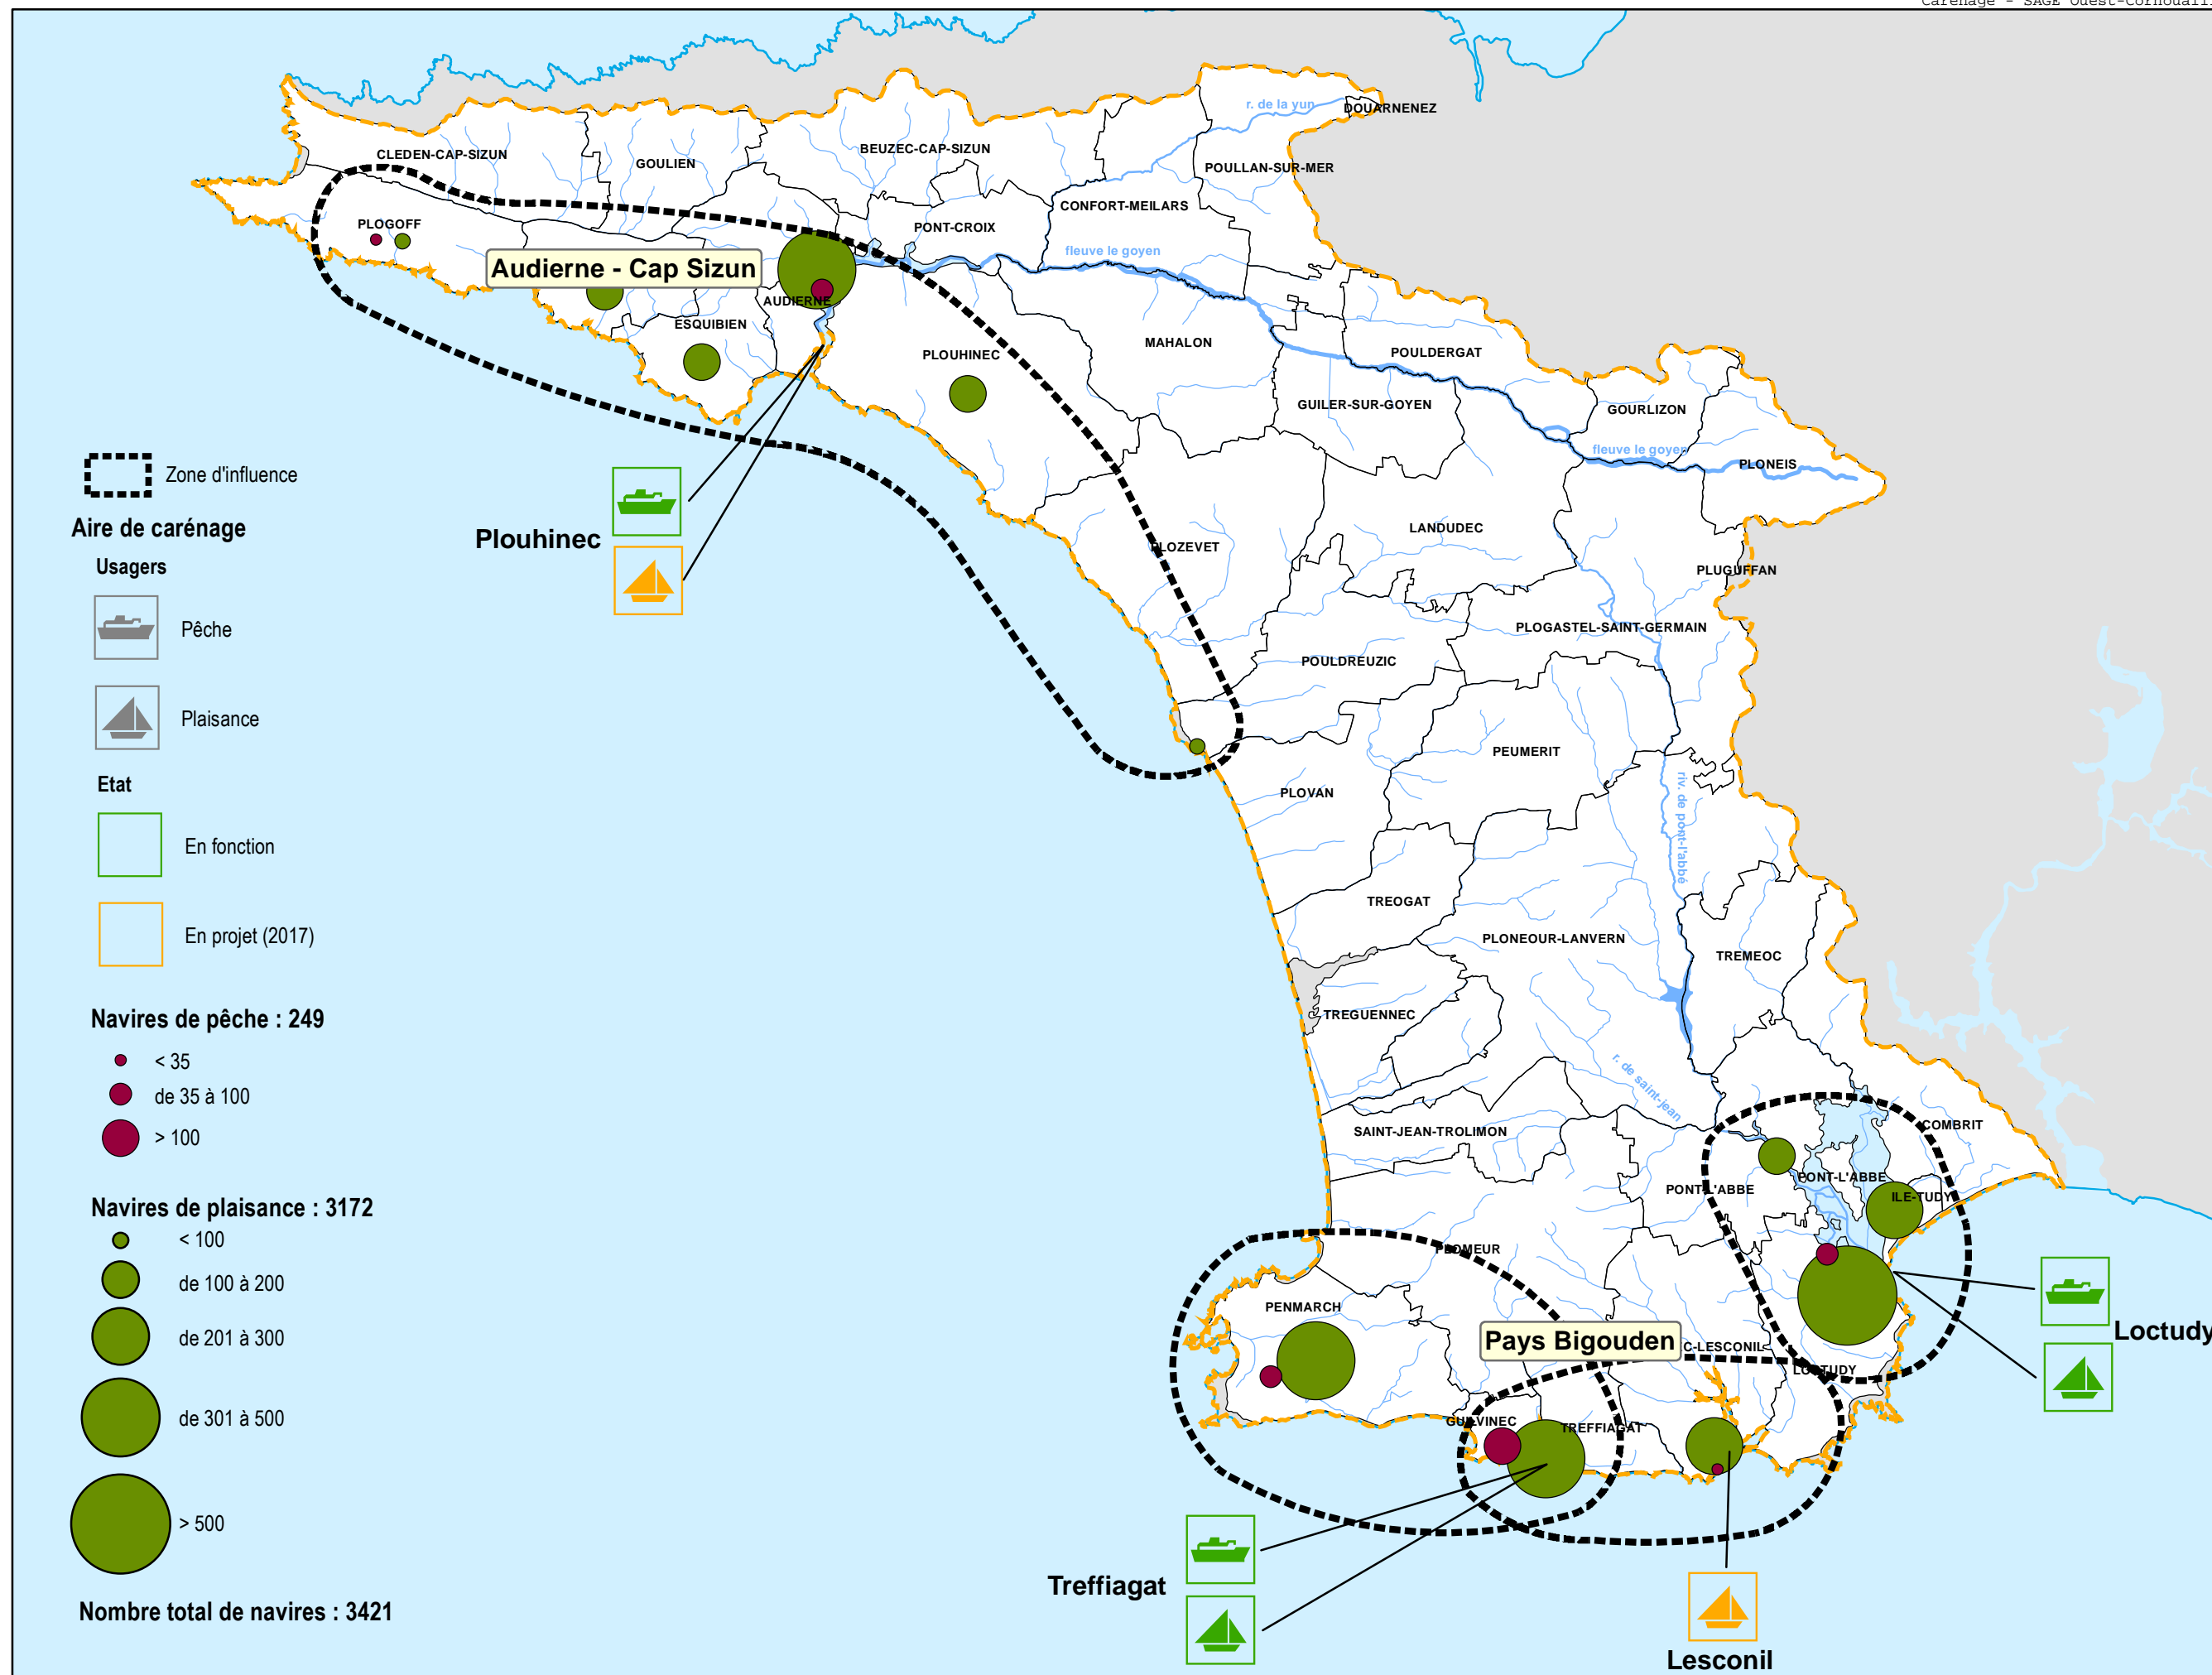 Carénage - SAGE Ouest-Cornouaill
r. de la yun
DOUARNENEZ
CLEDEN-CAP-SIZUN
GOULIEN
BEUZEC-CAP-SIZUN
POULLAN-SUR-MER
CONFORT-MEILARS
PLOGOFF
PONT-CROIX
fleuve le goyen
Audierne - Cap Sizun
AUDIERNE
ESQUIBIEN
PLOUHINEC
MAHALON
POULDERGAT
GUILER-SUR-GOYEN
GOURLIZON
fleuve le goyen
PLONEIS
Zone d'influence
Aire de carénage
Usagers
Pêche
Plaisance
Etat
En fonction
En projet (2017)
Navires de pêche : 249
< 35
de 35 à 100
> 100
Navires de plaisance : 3172
< 100
de 100 à 200
de 201 à 300
de 301 à 500
> 500
Nombre total de navires : 3421
Plouhinec
PLOZEVET
LANDUDEC
PLUGUFFAN
PLOGASTEL-SAINT-GERMAIN
POULDREUZIC
PEUMERIT
PLOVAN
riv. de pont-l'abbé
TREOGAT
PLONEOUR-LANVERN
TREMEOC
TREGUENNEC
r. de saint-jean
SAINT-JEAN-TROLIMON
COMBRIT
PONT-L'ABBE
PONT-L'ABBE
ILE-TUDY
PLOMEUR
PENMARCH
Pays Bigouden
C-LESCONIL
LOCTUDY
Loctudy
GUILVINEC
TREFFIAGAT
Treffiagat
Lesconil